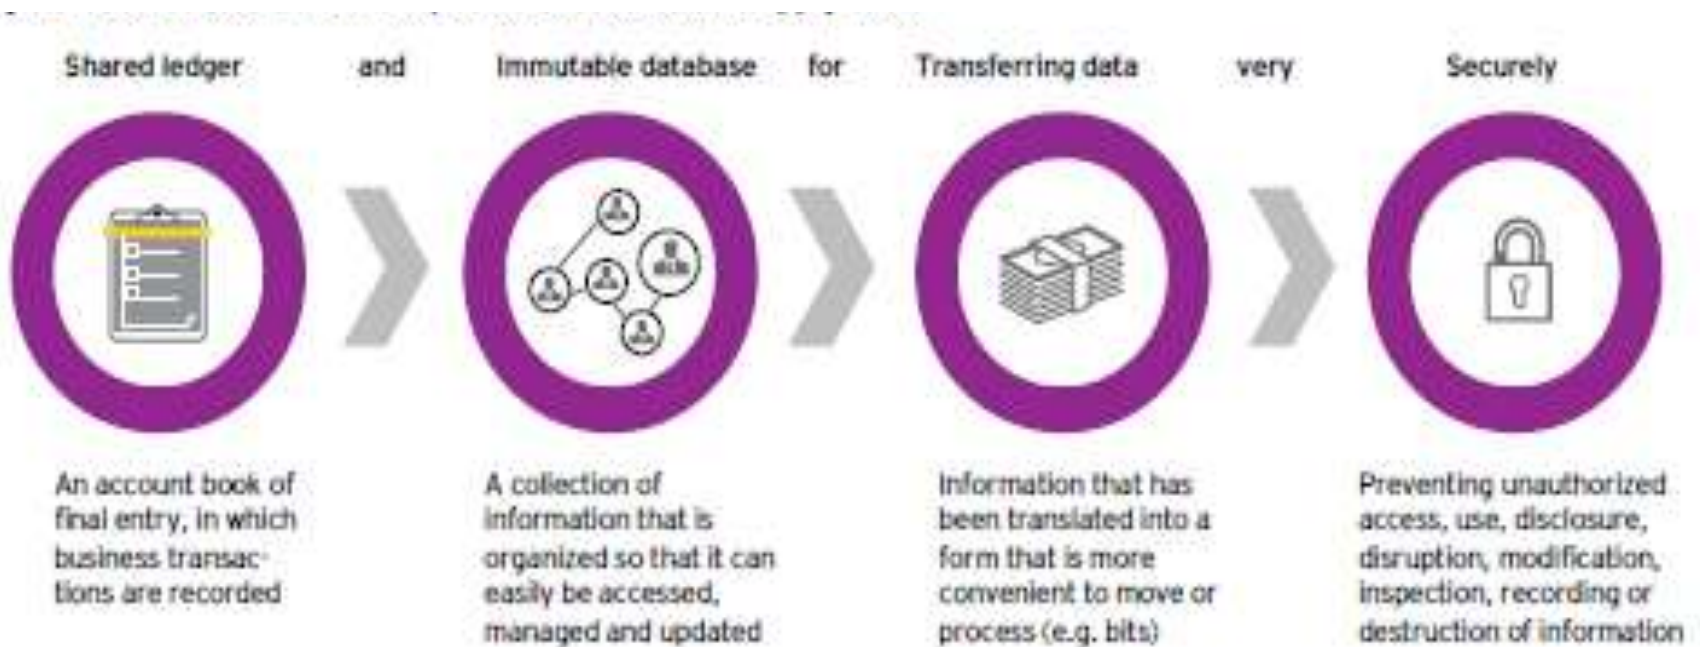 Shared ledger and Immutable database for Transferring data very Securely
An account book of
final entry, in which
business transac-
tions are recorded
A collection of
information that is
organized so that it can
easily be accessed,
managed and updated
Information that has
been translated into a
form that is more
convenient to move or
process (e.g. bits)
Preventing unauthorized
access, use, disclosure,
disruption, modification,
inspection, recording or
destruction of information